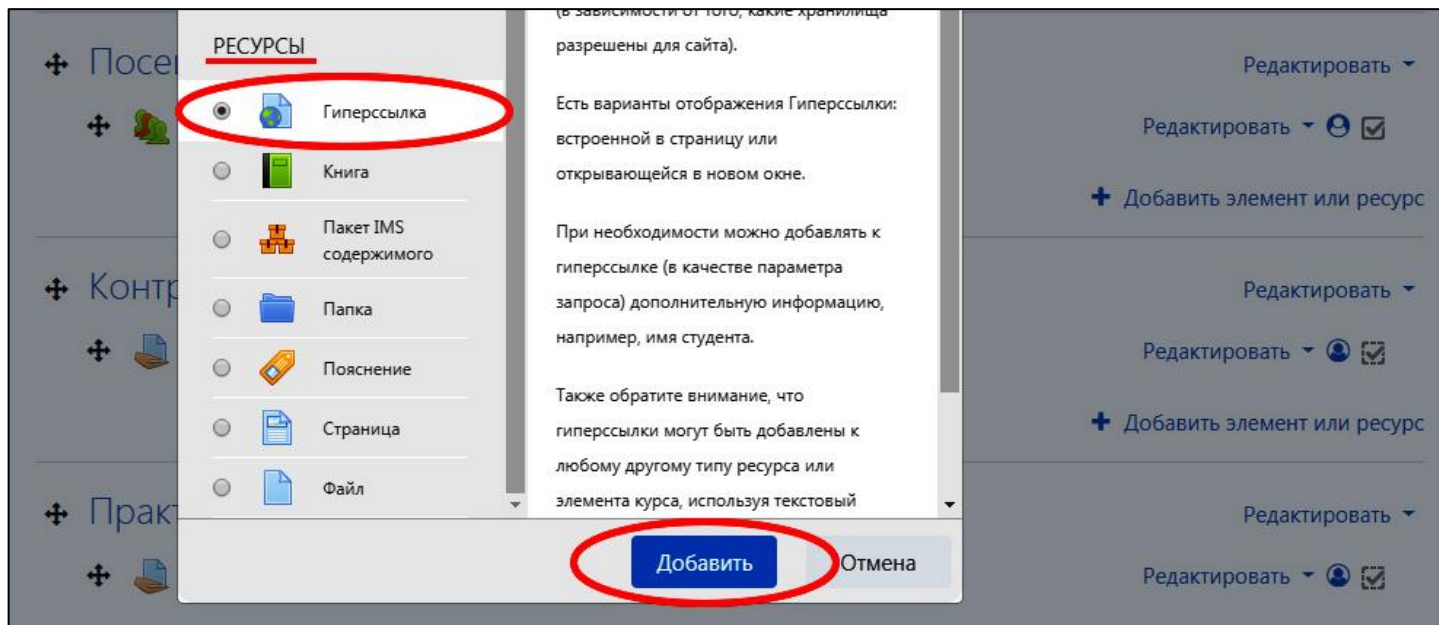 (в зависимости от того, какие хранилища
разрешены для сайта).
РЕСУРСЫ
Гиперссылка
Книга
Пакет IMS
содержимого
Папка
Пояснение
Страница
Файл
Есть варианты отображения Гиперссылки:
встроенной в страницу или
открывающейся в новом окне.
При необходимости можно добавлять к
гиперссылке (в качестве параметра
запроса) дополнительную информацию,
например, имя студента.
Также обратите внимание, что
гиперссылки могут быть добавлены к
любому другому типу ресурса или
элемента курса, используя текстовый
Добавить
Отмена
Посе
Редактировать
Редактировать
Добавить элемент или ресурс
Контр
Редактировать
Редактировать
Добавить элемент или ресурс
Прак
Редактировать
Редактировать